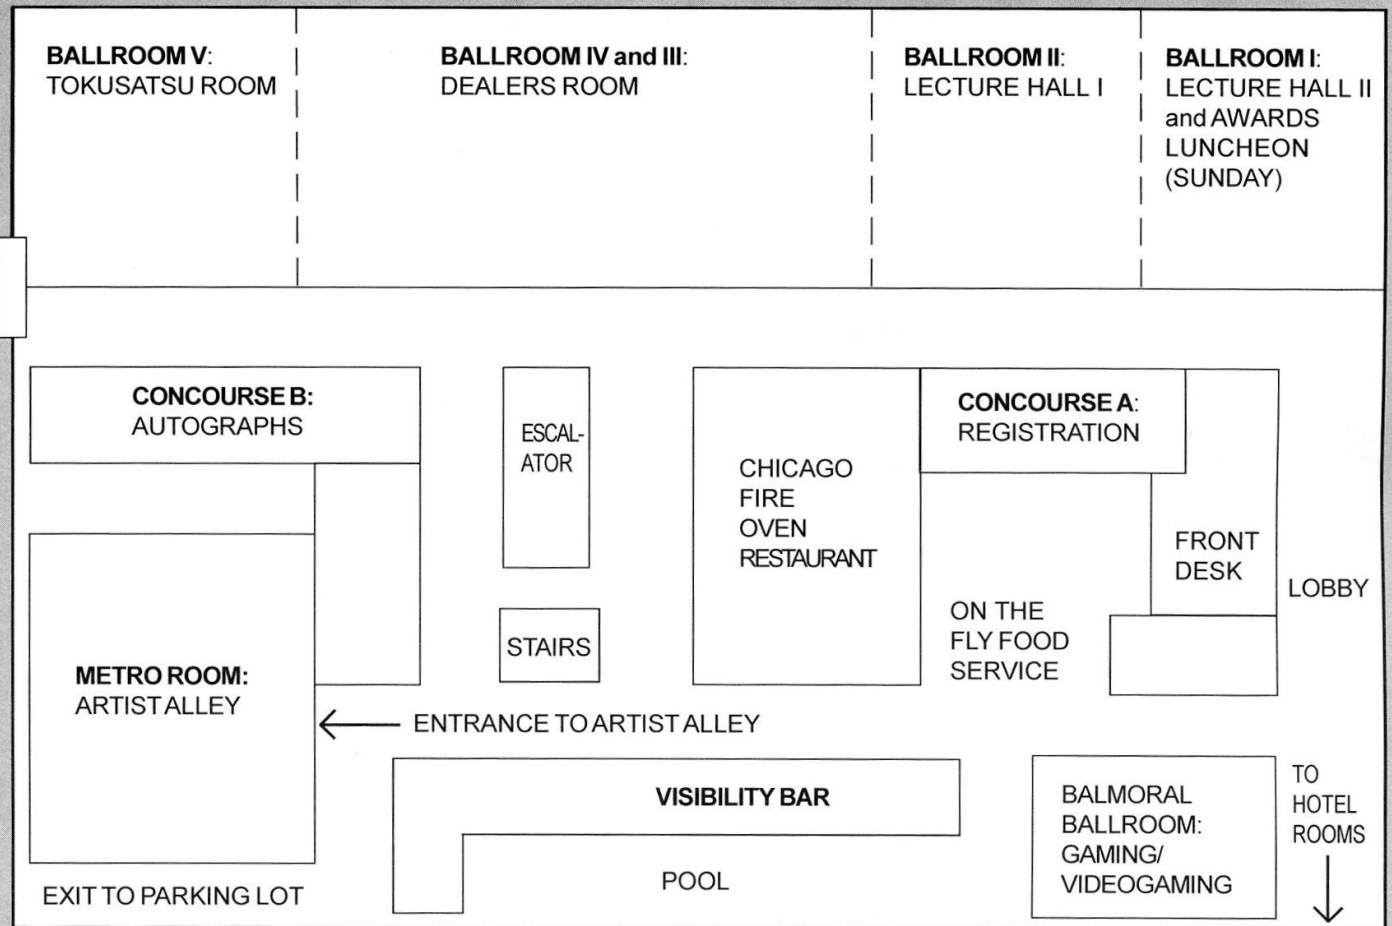 BALLROOM V:
TOKUSATSU ROOM
BALLROOM IV and III:
DEALERS ROOM
BALLROOM II:
LECTURE HALL I
BALLROOM I:
LECTURE HALL II
and AWARDS
LUNCHEON
(SUNDAY)
CONCOURSE B:
AUTOGRAPHS
ESCAL-
ATOR
CHICAGO
FIRE
OVEN
RESTAURANT
CONCOURSE A:
REGISTRATION
FRONT
DESK
LOBBY
ON THE
FLY FOOD
SERVICE
STAIRS
METRO ROOM:
ARTIST ALLEY
ENTRANCE TO ARTIST ALLEY
VISIBILITY BAR
POOL
BALMORAL
BALLROOM:
GAMING/
VIDEOGAMING
TO
HOTEL
ROOMS
EXIT TO PARKING LOT